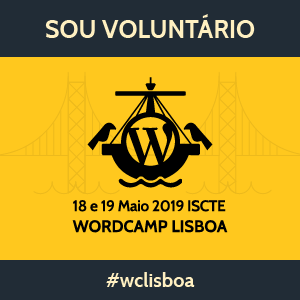 SOU VOLUNTÁRIO
W
18 e 19 Maio 2019 ISCTE
WORDCAMP LISBOA
#wclisboa